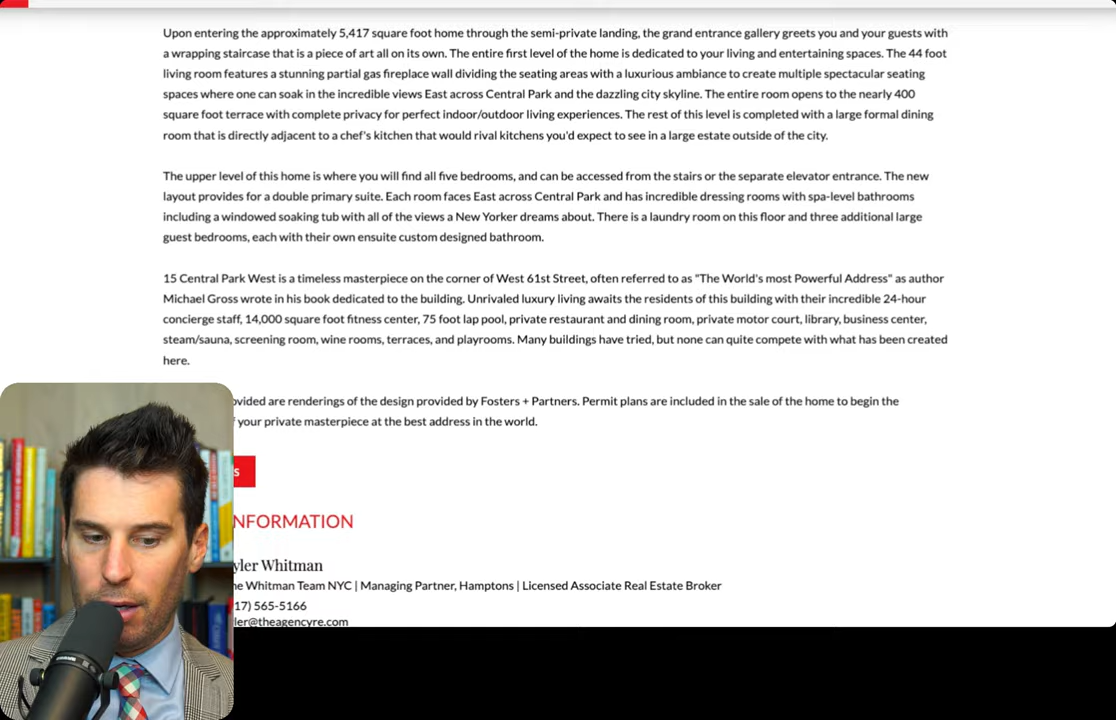 Upon entering the approximately 5,417 square foot home through the semi-private landing, the grand entrance gallery greets you and your guests with
a wrapping staircase that is a piece of art all on its own. The entire first level of the home is dedicated to your living and entertaining spaces. The 44 foot
living room features a stunning partial gas fireplace wall dividing the seating areas with a luxurious ambiance to create multiple spectacular seating
spaces where one can soak in the incredible views East across Central Park and the dazzling city skyline. The entire room opens to the nearly 400
square foot terrace with complete privacy for perfect indoor/outdoor living experiences. The rest of this level is completed with a large formal dining
room that is directly adjacent to a chef's kitchen that would rival kitchens you'd expect to see in a large estate outside of the city.
The upper level of this home is where you will find all five bedrooms, and can be accessed from the stairs or the separate elevator entrance. The new
layout provides for a double primary suite. Each room faces East across Central Park and has incredible dressing rooms with spa-level bathrooms
including a windowed soaking tub with all of the views a New Yorker dreams about. There is a laundry room on this floor and three additional large
guest bedrooms, each with their own ensuite custom designed bathroom.
15 Central Park West is a timeless masterpiece on the corner of West 61st Street, often referred to as "The World's most Powerful Address" as author
Michael Gross wrote in his book dedicated to the building. Unrivaled luxury living awaits the residents of this building with their incredible 24-hour
concierge staff, 14,000 square foot fitness center, 75 foot lap pool, private restaurant and dining room, private motor court, library, business center,
steam/sauna, screening room, wine rooms, terraces, and playrooms. Many buildings have tried, but none can quite compete with what has been created
here.
ovided are renderings of the design provided by Fosters + Partners. Permit plans are included in the sale of the home to begin the
f your private masterpiece at the best address in the world.
S
NFORMATION
yler Whitman
he Whitman Team NYC | Managing Partner, Hamptons | Licensed Associate Real Estate Broker
17) 565-5166
ler@theagencyre.com